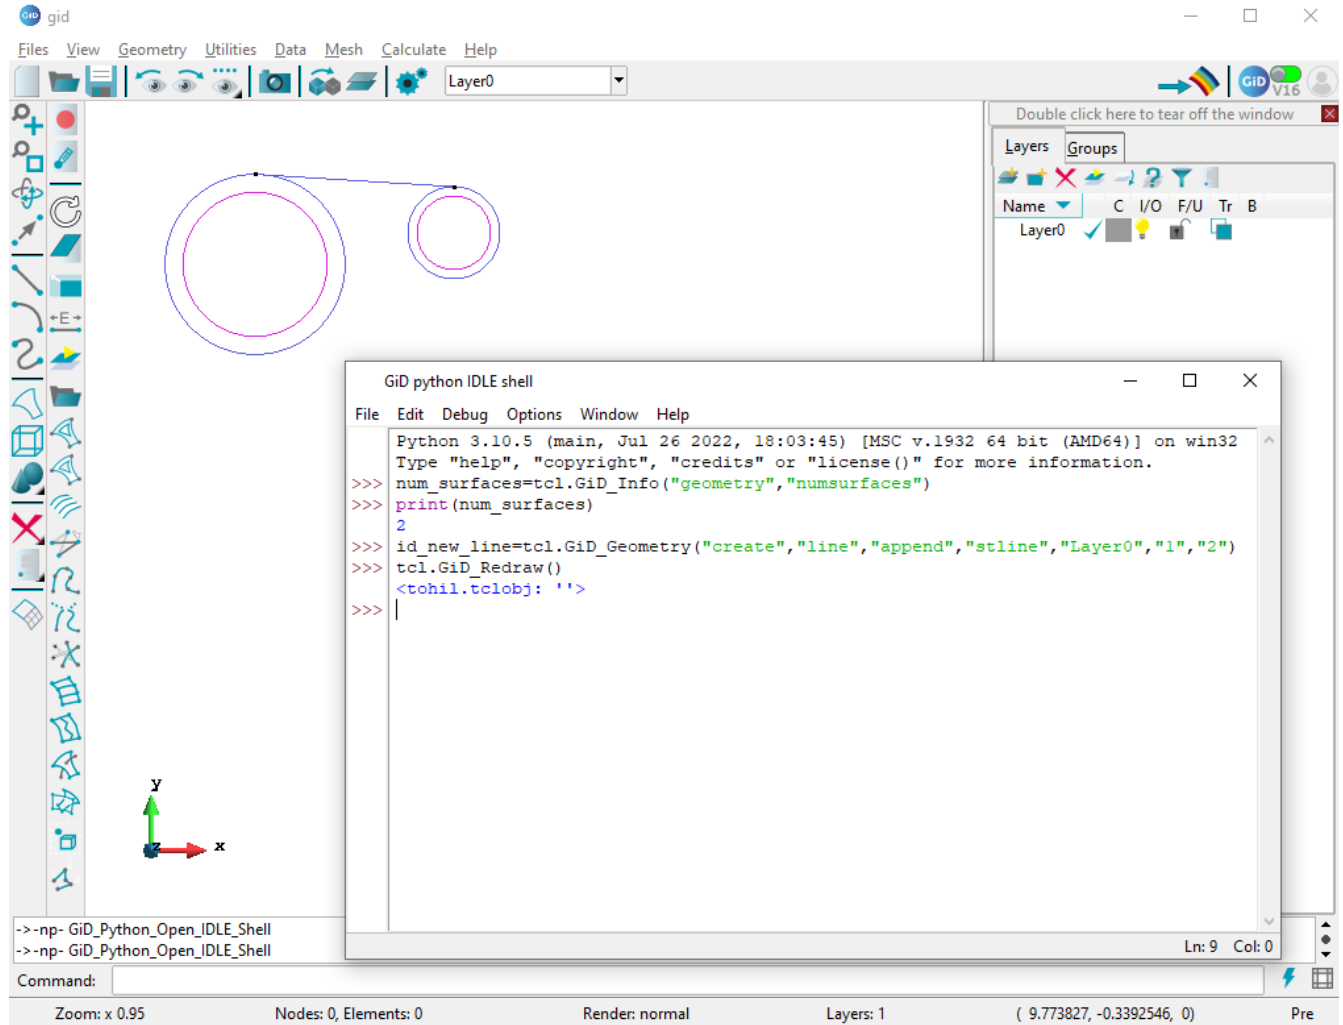 GiD gid
Files View Geometry Utilities Data Mesh Calculate Help
Layer0
GiD V16
Double click here to tear off the window
Layers Groups
Name C I/O F/U Tr B
Layer0
E
GiD python IDLE shell
File Edit Debug Options Window Help
Python 3.10.5 (main, Jul 26 2022, 18:03:45) [MSC v.1932 64 bit (AMD64)] on win32
Type "help", "copyright", "credits" or "license()" for more information.
>>> num_surfaces=tcl.GiD_Info("geometry","numsurfaces")
>>> print(num_surfaces)
2
>>> id_new_line=tcl.GiD_Geometry("create","line","append","stline","Layer0","1","2")
>>> tcl.GiD_Redraw()
<tohil.tclobj: ''>
>>>
y
z x
->-np- GiD_Python_Open_IDLE_Shell
->-np- GiD_Python_Open_IDLE_Shell
Ln: 9 Col: 0
Command:
Zoom: x 0.95 Nodes: 0, Elements: 0 Render: normal Layers: 1 ( 9.773827, -0.3392546, 0) Pre